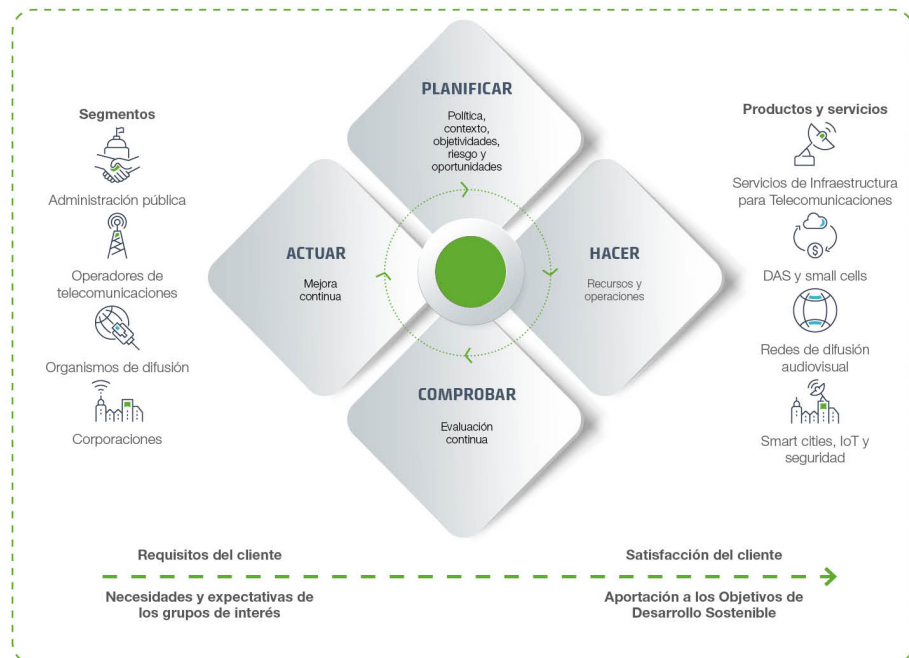 Segmentos
Administración pública
Operadores de
telecomunicaciones
Organismos de difusión
Corporaciones
PLANIFICAR
Política,
contexto,
objetividades,
riesgo y
oportunidades
ACTUAR
Mejora
continua
HACER
Recursos y
operaciones
COMPROBAR
Evaluación
continua
Productos y servicios
Servicios de Infraestructura
para Telecomunicaciones
$
DAS y small cells
Redes de difusión
audiovisual
Smart cities, IoT y
seguridad
Requisitos del cliente
Satisfacción del cliente
Necesidades y expectativas de
los grupos de interés
Aportación a los Objetivos de
Desarrollo Sostenible